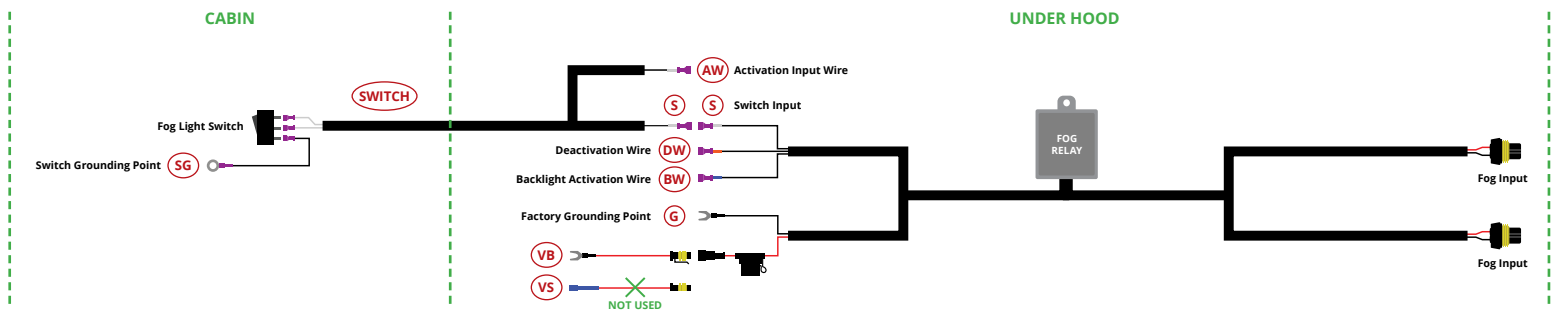 CABIN
UNDER HOOD
AW Activation Input Wire
SWITCH
S S Switch Input
Fog Light Switch
FOG
RELAY
Deactivation Wire DW
Switch Grounding Point SG
Backlight Activation Wire BW
Fog Input
Factory Grounding Point G
VB
Fog Input
VS
NOT USED